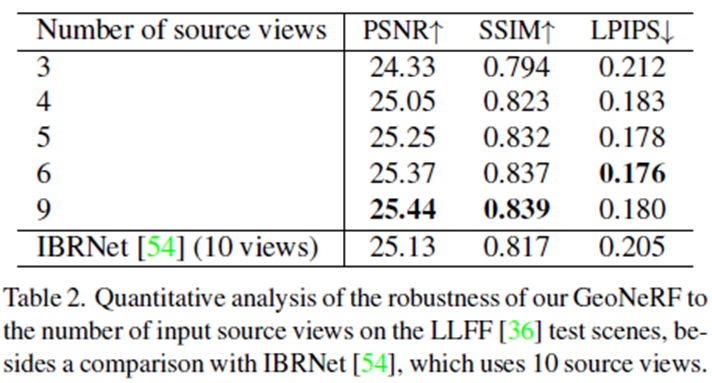 Number of source views PSNR↑ SSIM↑ LPIPS↓
3 24.33 0.794 0.212
4 25.05 0.823 0.183
5 25.25 0.832 0.178
6 25.37 0.837 0.176
9 25.44 0.839 0.180
IBRNet [54] (10 views) 25.13 0.817 0.205
Table 2. Quantitative analysis of the robustness of our GeoNeRF to
the number of input source views on the LLFF [36] test scenes, be-
sides a comparison with IBRNet [54], which uses 10 source views.